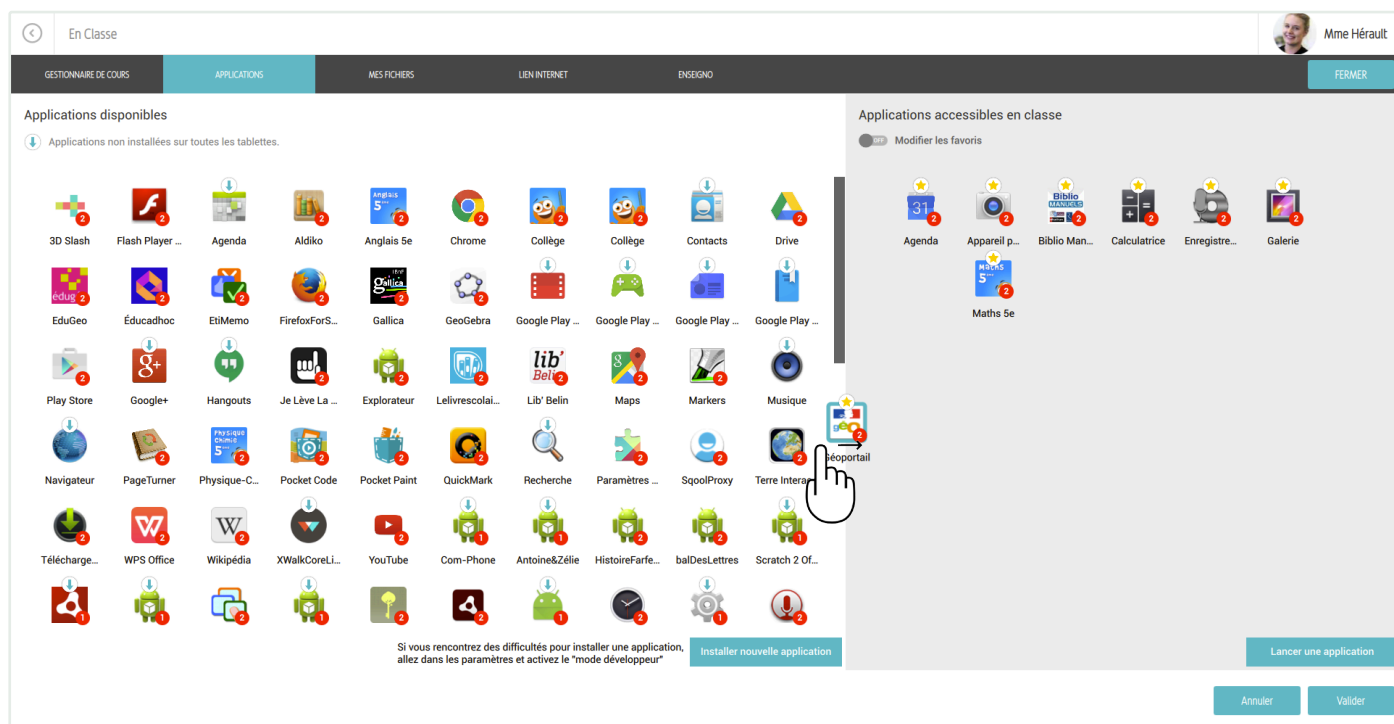 En Classe
Mme Hérault
GESTIONNAIRE DE COURS
APPLICATIONS
MES FICHIERS
LIEN INTERNET
ENSEIGNO
FERMER
Applications disponibles
Applications non installées sur toutes les tablettes.
3D Slash Flash Player ... Agenda Aldiko Anglais 5e Chrome Collège Collège Contacts Drive
EduGeo Éducadhoc EtiMemo FirefoxForS... Gallica GeoGebra Google Play ... Google Play ... Google Play ... Google Play ...
Play Store Google+ Hangouts Je Lève La ... Explorateur Lelivrescolai... Lib' Belin Maps Markers Musique
Navigateur PageTurner Physique-C... Pocket Code Pocket Paint QuickMark Recherche Paramètres ... SqoolProxy Terre Interac
Télécharge... WPS Office Wikipédia XWalkCoreLi... YouTube Com-Phone Antoine&Zélie HistoireFarfe... balDesLettres Scratch 2 Of...
Si vous rencontrez des difficultés pour installer une application,
allez dans les paramètres et activez le "mode développeur"
Installer nouvelle application
Géoportail
Applications accessibles en classe
OFF Modifier les favoris
Agenda Appareil p... Biblio Man... Calculatrice Enregistre... Galerie
Maths 5e
Lancer une application
Annuler
Valider